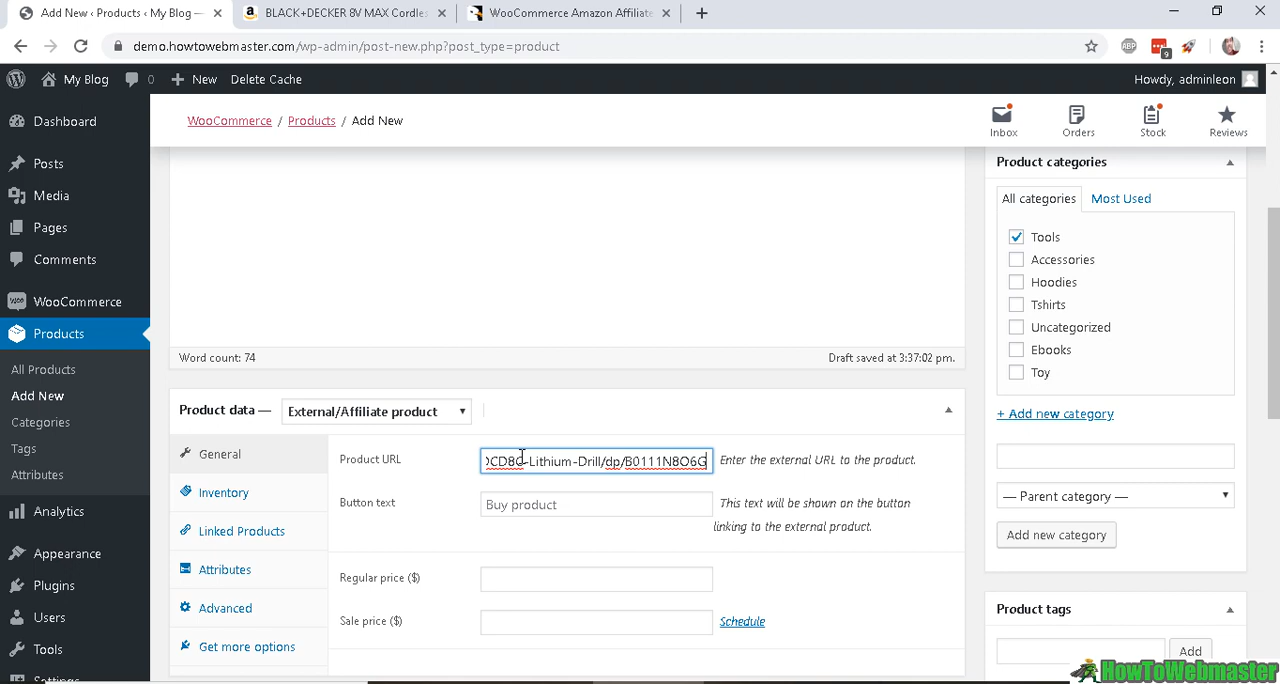 Add New ‹ Products ‹ My Blog —
BLACK+DECKER 8V MAX Cordles
WooCommerce Amazon Affiliate
demo.howtowebmaster.com/wp-admin/post-new.php?post_type=product
ABP
9
My Blog
0
New
Delete Cache
Howdy, adminleon
Dashboard
Posts
Media
Pages
Comments
WooCommerce
Products
All Products
Add New
Categories
Tags
Attributes
Analytics
Appearance
Plugins
Users
Tools
Settings
WooCommerce / Products / Add New
Inbox
Orders
Stock
Reviews
Word count: 74
Draft saved at 3:37:02 pm.
Product data —
External/Affiliate product
General
Inventory
Linked Products
Attributes
Advanced
Get more options
Product URL
CD8C-Lithium-Drill/dp/B0111N8O6G
Enter the external URL to the product.
Button text
Buy product
This text will be shown on the button
linking to the external product.
Regular price ($)
Sale price ($)
Schedule
Product categories
All categories
Most Used
Tools
Accessories
Hoodies
Tshirts
Uncategorized
Ebooks
Toy
+ Add new category
— Parent category —
Add new category
Product tags
Add
HowToWebmaster